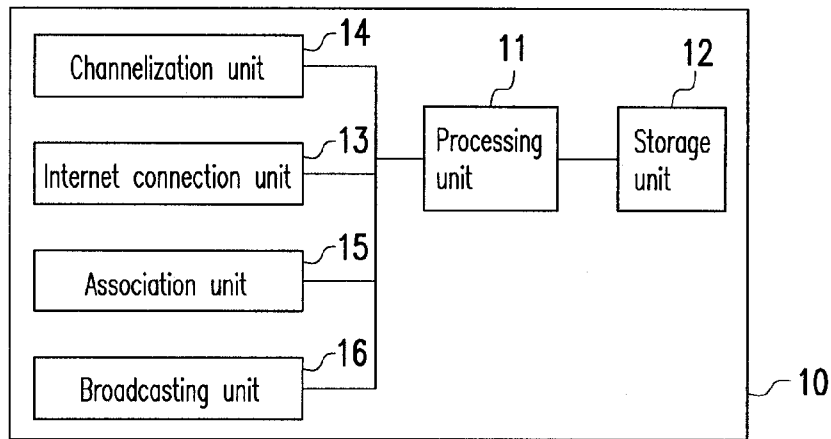 14
Channelization unit
11
12
13
Processing
unit
Storage
unit
Internet connection unit
15
Association unit
16
Broadcasting unit
10